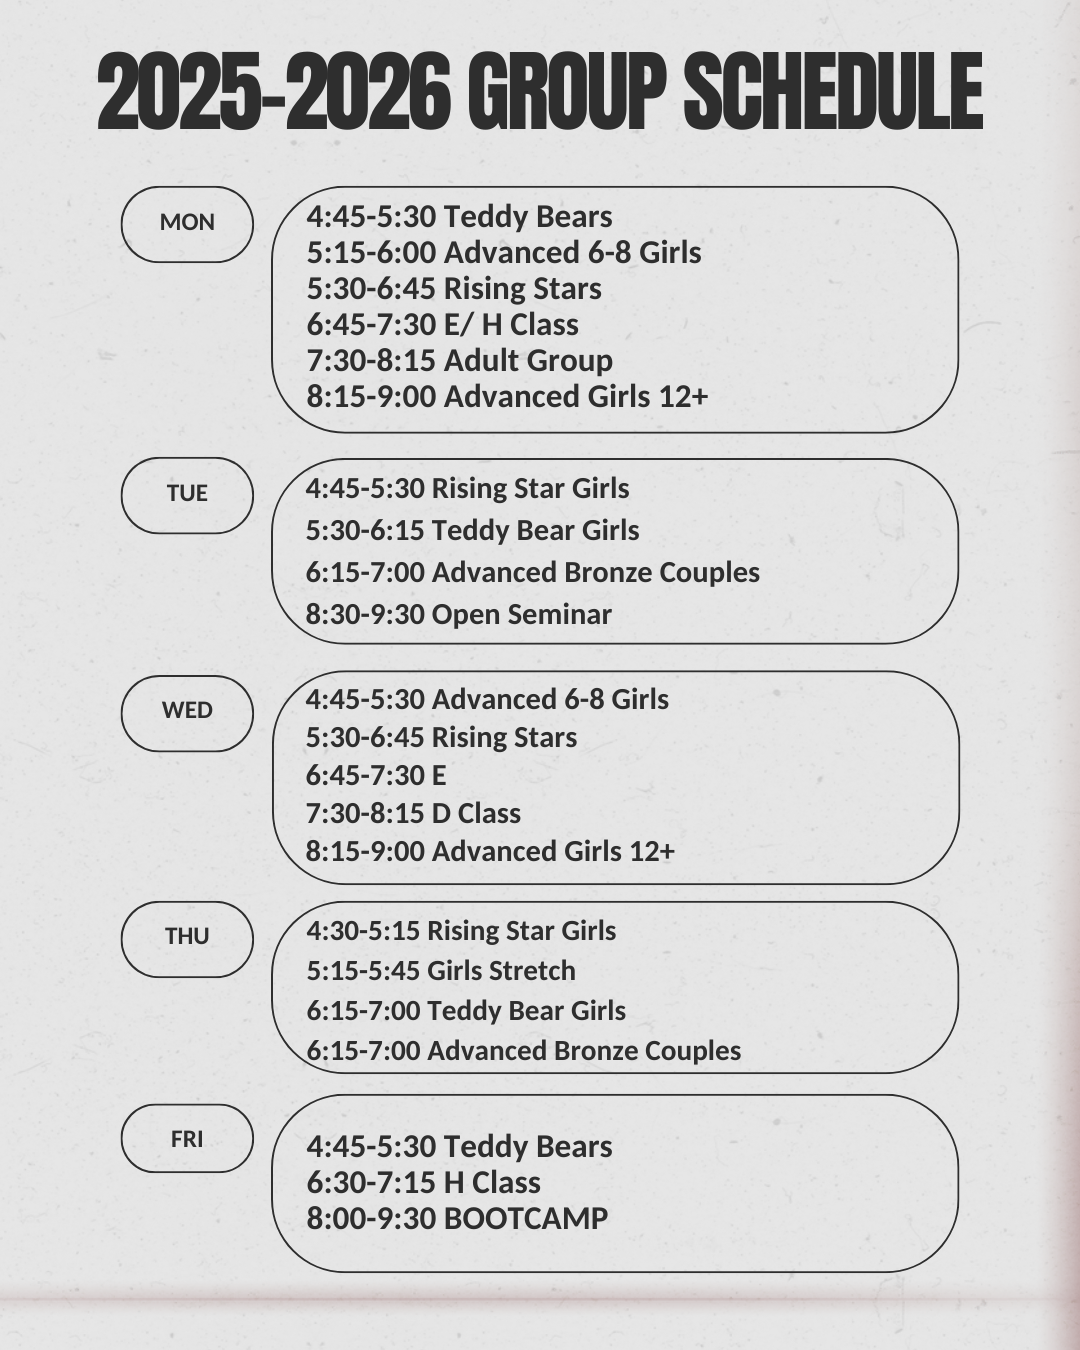 2025-2026 GROUP SCHEDULE
MON
4:45-5:30 Teddy Bears
5:15-6:00 Advanced 6-8 Girls
5:30-6:45 Rising Stars
6:45-7:30 E/ H Class
7:30-8:15 Adult Group
8:15-9:00 Advanced Girls 12+
TUE
4:45-5:30 Rising Star Girls
5:30-6:15 Teddy Bear Girls
6:15-7:00 Advanced Bronze Couples
8:30-9:30 Open Seminar
WED
4:45-5:30 Advanced 6-8 Girls
5:30-6:45 Rising Stars
6:45-7:30 E
7:30-8:15 D Class
8:15-9:00 Advanced Girls 12+
THU
4:30-5:15 Rising Star Girls
5:15-5:45 Girls Stretch
6:15-7:00 Teddy Bear Girls
6:15-7:00 Advanced Bronze Couples
FRI
4:45-5:30 Teddy Bears
6:30-7:15 H Class
8:00-9:30 BOOTCAMP